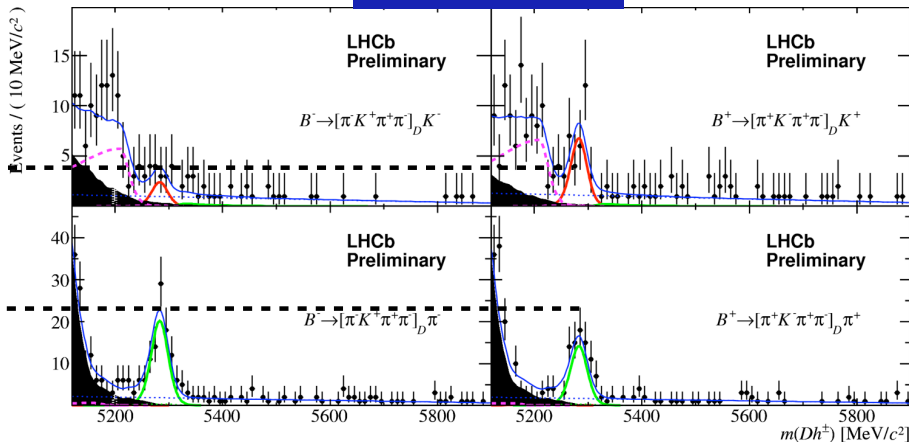 Events / ( 10 MeV/c² )
15
10
5
LHCb
Preliminary
B⁻→[π⁻K⁺π⁺π⁻]_D K⁻
LHCb
Preliminary
B⁺→[π⁺K⁻π⁺π⁻]_D K⁺
40
30
20
10
LHCb
Preliminary
B⁻→[π⁻K⁺π⁺π⁻]_D π⁻
LHCb
Preliminary
B⁺→[π⁺K⁻π⁺π⁻]_D π⁺
5200 5400 5600 5800 5200 5400 5600 5800
m(Dh±) [MeV/c²]